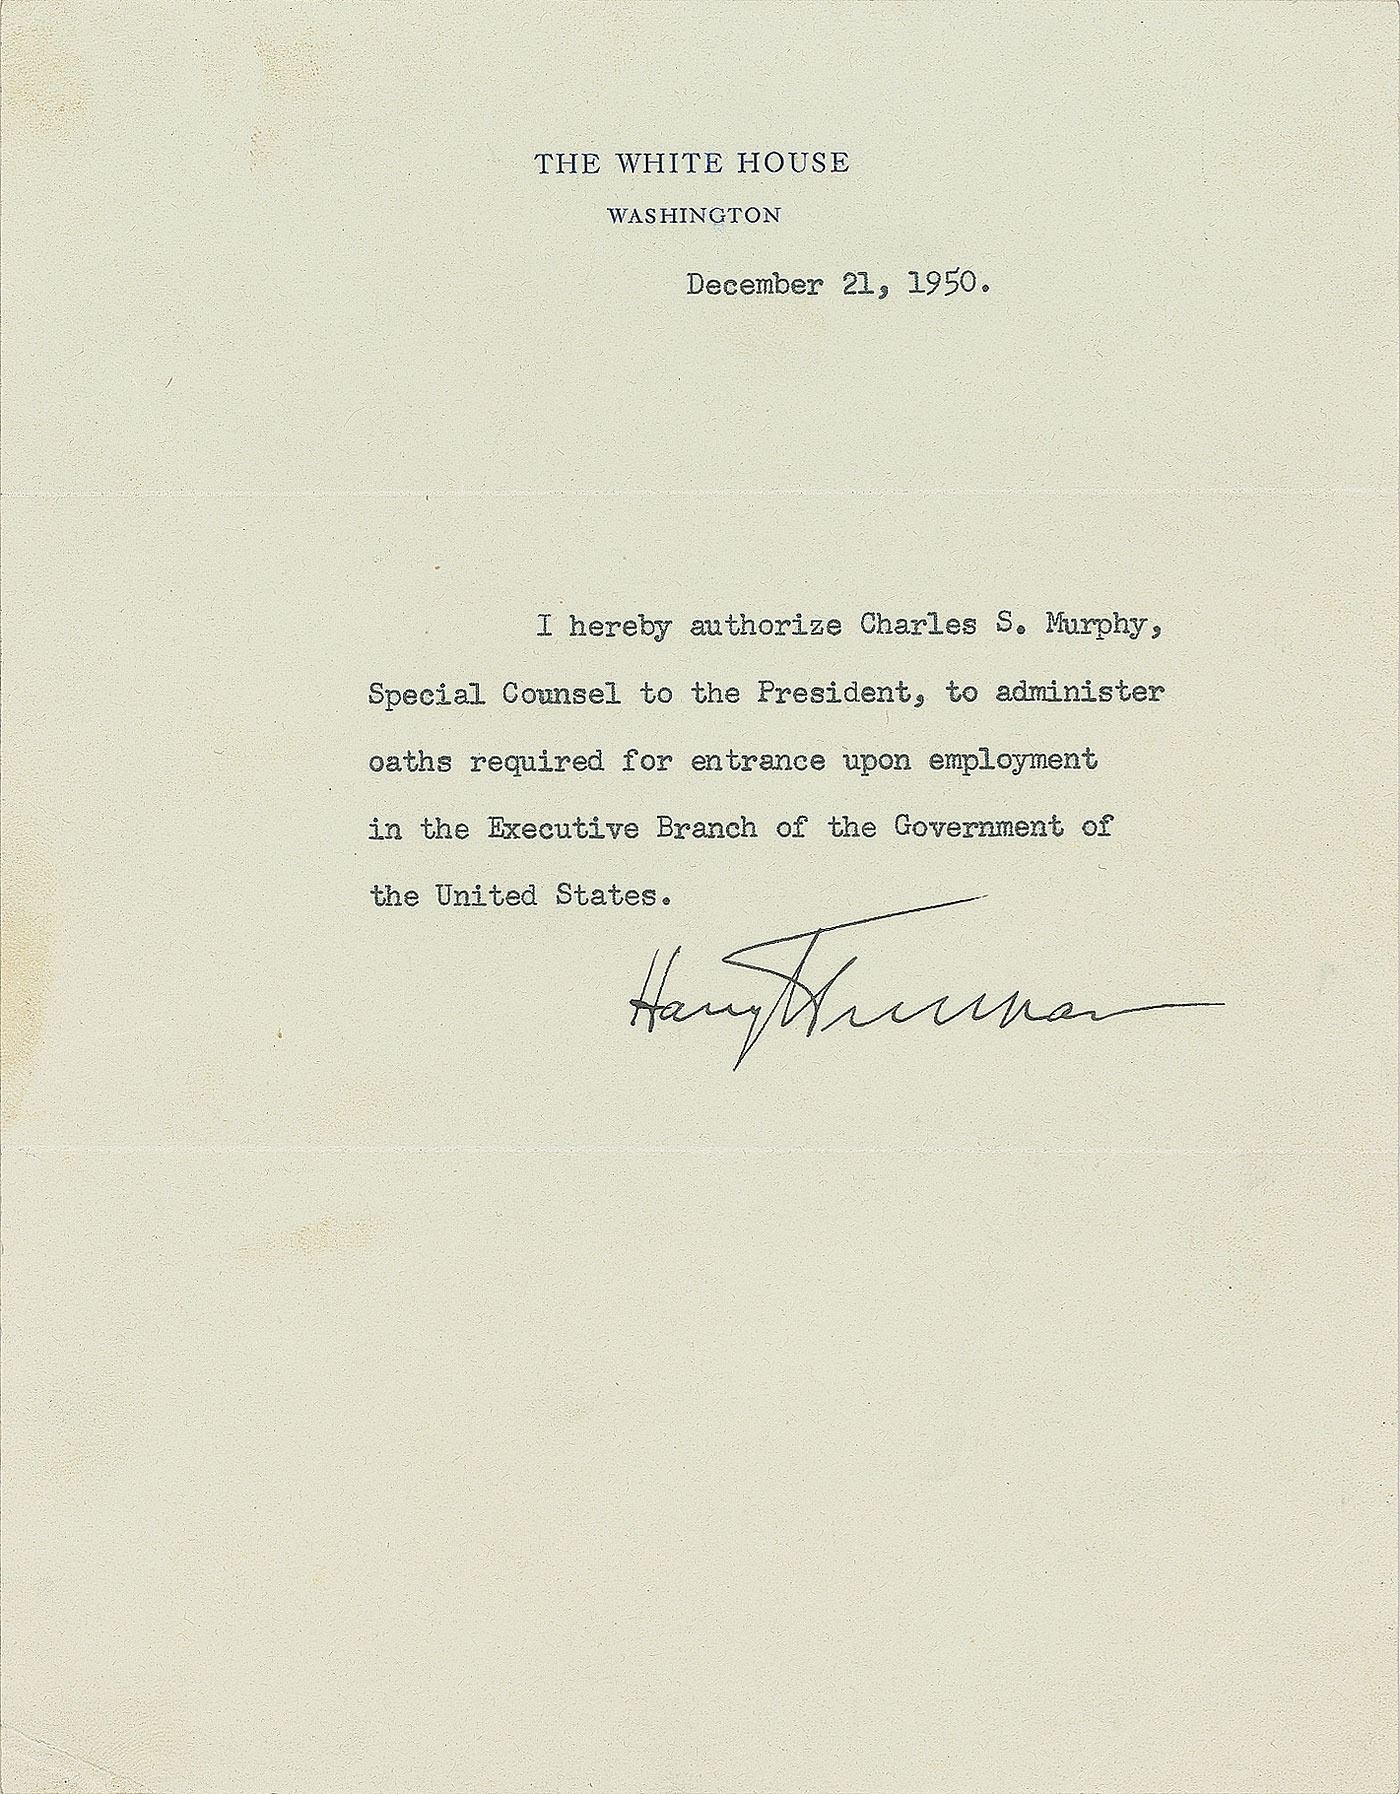 THE WHITE HOUSE
WASHINGTON
December 21, 1950.
I hereby authorize Charles S. Murphy,
Special Counsel to the President, to administer
oaths required for entrance upon employment
in the Executive Branch of the Government of
the United States.
Harry S Truman